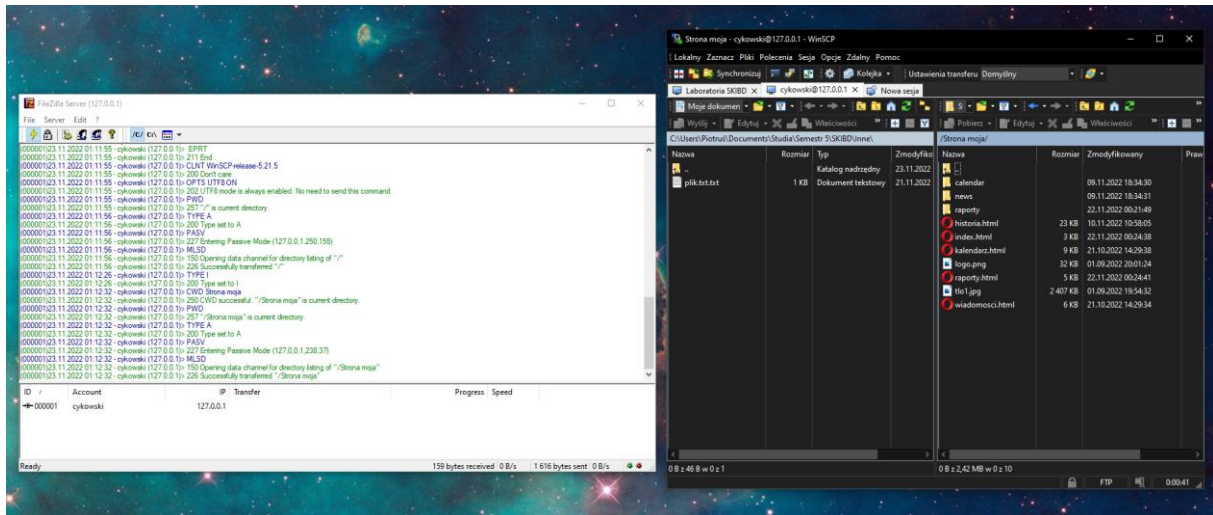 FileZilla Server (127.0.0.1)
File Server Edit ?
/C/ C:\
(000001)23.11.2022 01:11:55 - cykowski (127.0.0.1)> EPRT
(000001)23.11.2022 01:11:55 - cykowski (127.0.0.1)> 211 End
(000001)23.11.2022 01:11:55 - cykowski (127.0.0.1)> CLNT WinSCP-release-5.21.5
(000001)23.11.2022 01:11:55 - cykowski (127.0.0.1)> 200 Don't care
(000001)23.11.2022 01:11:55 - cykowski (127.0.0.1)> OPTS UTF8 ON
(000001)23.11.2022 01:11:55 - cykowski (127.0.0.1)> 202 UTF8 mode is always enabled. No need to send this command.
(000001)23.11.2022 01:11:55 - cykowski (127.0.0.1)> PWD
(000001)23.11.2022 01:11:55 - cykowski (127.0.0.1)> 257 "/" is current directory.
(000001)23.11.2022 01:11:56 - cykowski (127.0.0.1)> TYPE A
(000001)23.11.2022 01:11:56 - cykowski (127.0.0.1)> 200 Type set to A
(000001)23.11.2022 01:11:56 - cykowski (127.0.0.1)> PASV
(000001)23.11.2022 01:11:56 - cykowski (127.0.0.1)> 227 Entering Passive Mode (127,0,0,1,250,155)
(000001)23.11.2022 01:11:56 - cykowski (127.0.0.1)> MLSD
(000001)23.11.2022 01:11:56 - cykowski (127.0.0.1)> 150 Opening data channel for directory listing of "/"
(000001)23.11.2022 01:11:56 - cykowski (127.0.0.1)> 226 Successfully transferred "/"
(000001)23.11.2022 01:12:26 - cykowski (127.0.0.1)> TYPE I
(000001)23.11.2022 01:12:26 - cykowski (127.0.0.1)> 200 Type set to I
(000001)23.11.2022 01:12:32 - cykowski (127.0.0.1)> CWD Strona moja
(000001)23.11.2022 01:12:32 - cykowski (127.0.0.1)> 250 CWD successful. "/Strona moja" is current directory.
(000001)23.11.2022 01:12:32 - cykowski (127.0.0.1)> PWD
(000001)23.11.2022 01:12:32 - cykowski (127.0.0.1)> 257 "/Strona moja" is current directory.
(000001)23.11.2022 01:12:32 - cykowski (127.0.0.1)> TYPE A
(000001)23.11.2022 01:12:32 - cykowski (127.0.0.1)> 200 Type set to A
(000001)23.11.2022 01:12:32 - cykowski (127.0.0.1)> PASV
(000001)23.11.2022 01:12:32 - cykowski (127.0.0.1)> 227 Entering Passive Mode (127,0,0,1,238,37)
(000001)23.11.2022 01:12:32 - cykowski (127.0.0.1)> MLSD
(000001)23.11.2022 01:12:32 - cykowski (127.0.0.1)> 150 Opening data channel for directory listing of "/Strona moja"
(000001)23.11.2022 01:12:32 - cykowski (127.0.0.1)> 226 Successfully transferred "/Strona moja"
ID / Account IP Transfer Progress Speed
000001 cykowski 127.0.0.1
Ready 159 bytes received 0 B/s 1 616 bytes sent 0 B/s
Strona moja - cykowski@127.0.0.1 - WinSCP
Lokalny Zaznacz Pliki Polecenia Sesja Opcje Zdalny Pomoc
Synchronizuj Kolejka Ustawienia transferu Domyślny
Laboratoria SKIBD cykowski@127.0.0.1 Nowa sesja
Moje dokumen S
Wyślij Edytuj Właściwości Pobierz Edytuj Właściwości
C:\Users\Piotrus\Documents\Studia\Semestr 5\SKIBD\Inne\ /Strona moja/
Nazwa Rozmiar Typ Zmodyfiko
.. Katalog nadrzędny 23.11.2022
plik.txt.txt 1 KB Dokument tekstowy 21.11.2022
Nazwa Rozmiar Zmodyfikowany Praw
..
calendar 09.11.2022 18:34:30
news 09.11.2022 18:34:31
raporty 22.11.2022 00:21:49
historia.html 23 KB 10.11.2022 10:58:05
index.html 3 KB 22.11.2022 00:24:38
kalendarz.html 9 KB 21.10.2022 14:29:38
logo.png 32 KB 01.09.2022 20:01:24
raporty.html 5 KB 22.11.2022 00:24:41
tlo1.jpg 2 407 KB 01.09.2022 19:54:32
wiadomosci.html 6 KB 21.10.2022 14:29:34
0 B z 46 B w 0 z 1 0 B z 2,42 MB w 0 z 10
FTP 0:00:41